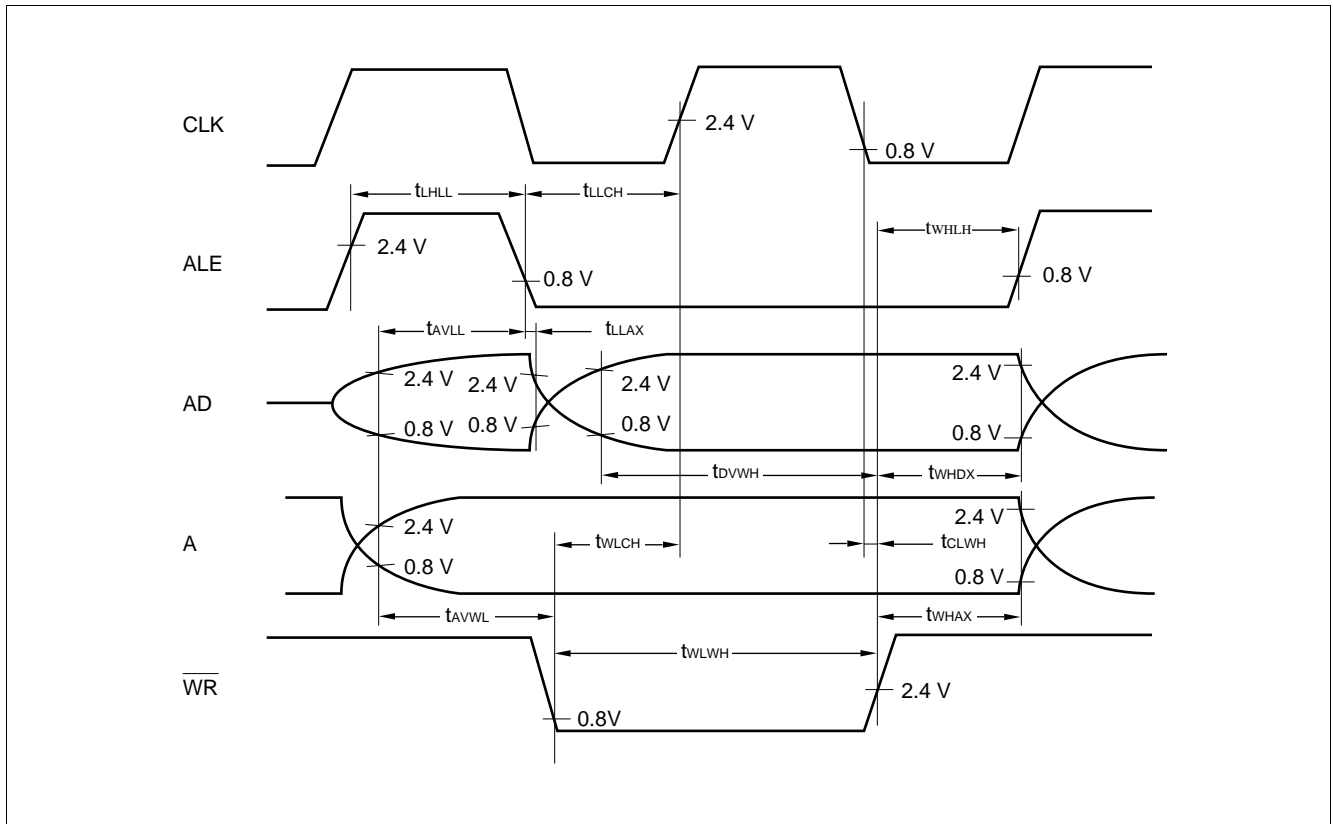 CLK
2.4 V
0.8 V
tLHLL
tLLCH
tWHLH
ALE
2.4 V
0.8 V
0.8 V
tAVLL
tLLAX
AD
2.4 V
2.4 V
2.4 V
2.4 V
0.8 V
0.8 V
0.8 V
0.8 V
tDVWH
tWHDX
A
2.4 V
2.4 V
tWLCH
tCLWH
0.8 V
0.8 V
tAVWL
tWHAX
tWLWH
WR
2.4 V
0.8V